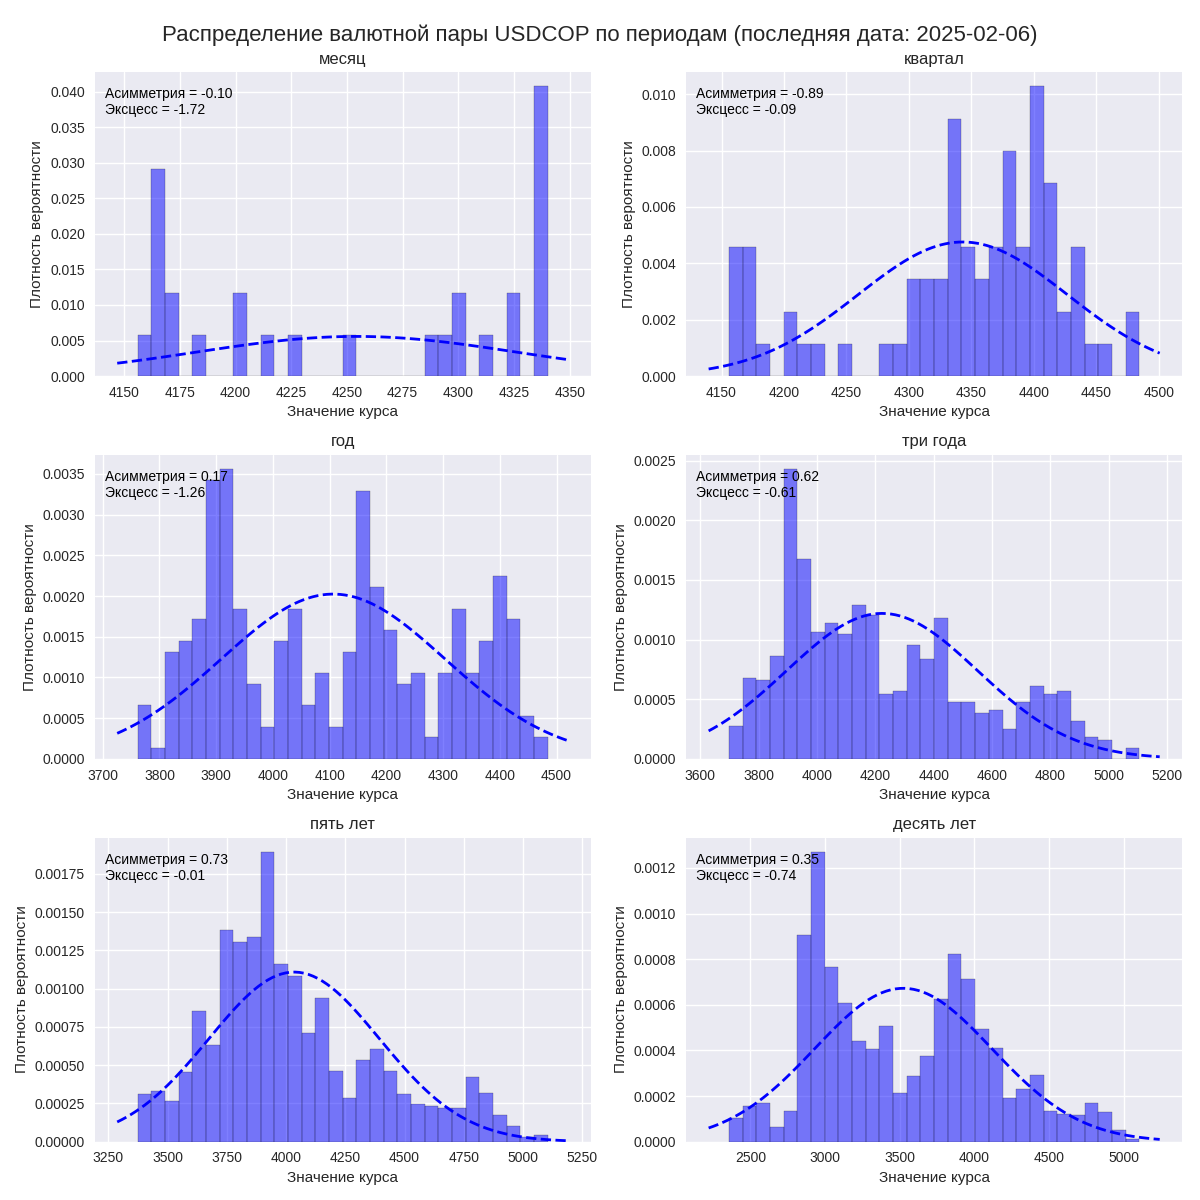 Распределение валютной пары USDCOP по периодам (последняя дата: 2025-02-06)
месяц
Асимметрия = -0.10
Эксцесс = -1.72
Плотность вероятности
0.040
0.035
0.030
0.025
0.020
0.015
0.010
0.005
0.000
4150 4175 4200 4225 4250 4275 4300 4325 4350
Значение курса
квартал
Асимметрия = -0.89
Эксцесс = -0.09
Плотность вероятности
0.010
0.008
0.006
0.004
0.002
0.000
4150 4200 4250 4300 4350 4400 4450 4500
Значение курса
год
Асимметрия = 0.17
Эксцесс = -1.26
Плотность вероятности
0.0035
0.0030
0.0025
0.0020
0.0015
0.0010
0.0005
0.0000
3700 3800 3900 4000 4100 4200 4300 4400 4500
Значение курса
три года
Асимметрия = 0.62
Эксцесс = -0.61
Плотность вероятности
0.0025
0.0020
0.0015
0.0010
0.0005
0.0000
3600 3800 4000 4200 4400 4600 4800 5000 5200
Значение курса
пять лет
Асимметрия = 0.73
Эксцесс = -0.01
Плотность вероятности
0.00175
0.00150
0.00125
0.00100
0.00075
0.00050
0.00025
0.00000
3250 3500 3750 4000 4250 4500 4750 5000 5250
Значение курса
десять лет
Асимметрия = 0.35
Эксцесс = -0.74
Плотность вероятности
0.0012
0.0010
0.0008
0.0006
0.0004
0.0002
0.0000
2500 3000 3500 4000 4500 5000
Значение курса